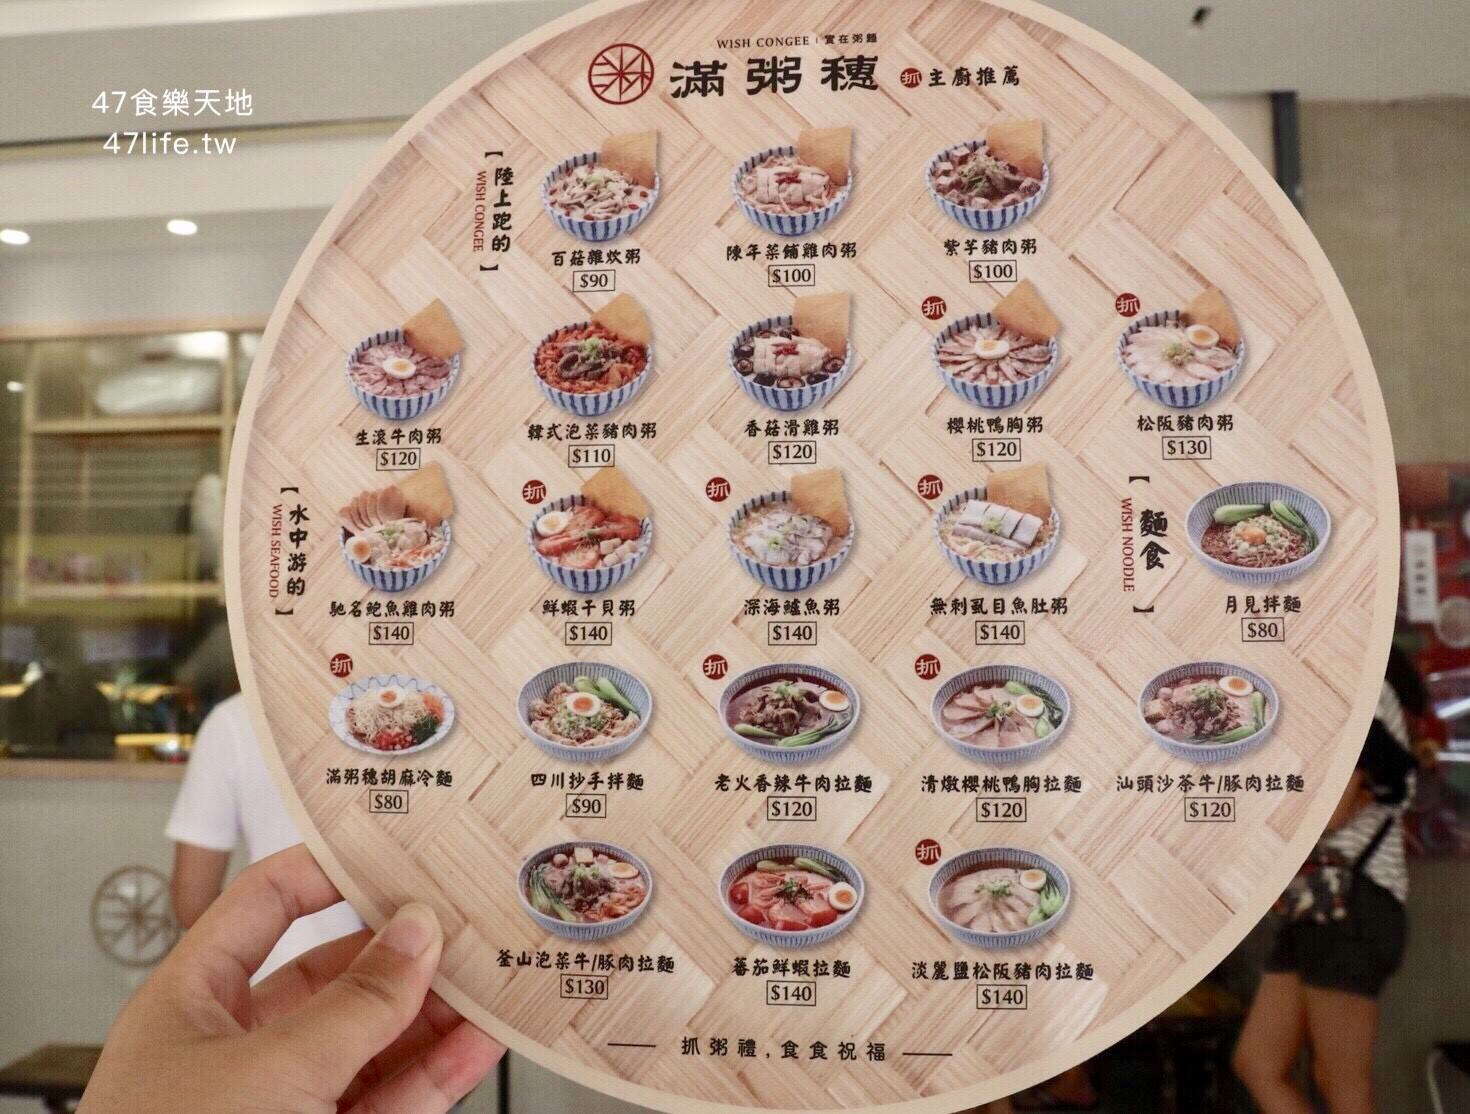 47食樂天地
47life.tw
WISH CONGEE | 實在粥麵
滿粥穗 抓 主廚推薦
【陸上跑的】
WISH CONGEE
百菇雜炊粥
$90
陳年菜餔雞肉粥
$100
紫芋豬肉粥
$100
生滾牛肉粥
$120
韓式泡菜豬肉粥
$110
香菇滑雞粥
$120
抓
櫻桃鴨胸粥
$120
抓
松阪豬肉粥
$130
【水中游的】
WISH SEAFOOD
馳名鮑魚雞肉粥
$140
抓
鮮蝦干貝粥
$140
抓
深海鱸魚粥
$140
抓
無刺虱目魚肚粥
$140
【麵食】
WISH NOODLE
月見拌麵
$80
抓
滿粥穗胡麻冷麵
$80
四川抄手拌麵
$90
抓
老火香辣牛肉拉麵
$120
抓
清燉櫻桃鴨胸拉麵
$120
汕頭沙茶牛/豚肉拉麵
$120
釜山泡菜牛/豚肉拉麵
$130
蕃茄鮮蝦拉麵
$140
抓
淡麗鹽松阪豬肉拉麵
$140
抓粥禮,食食祝福